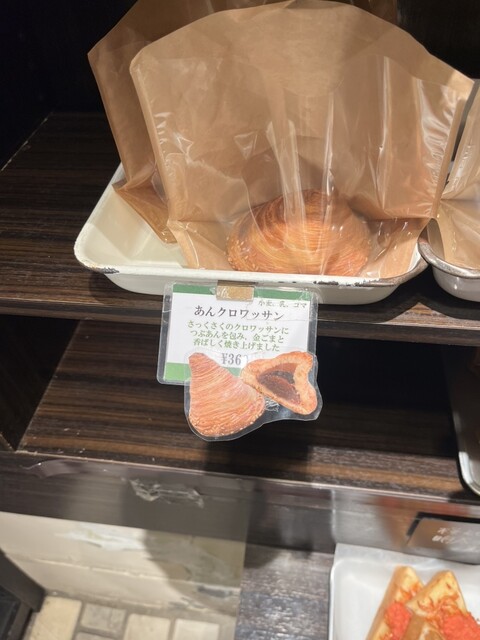 小麦、乳、ゴマ
あんクロワッサン
さっくさくのクロワッサンに
つぶあんを包み、金ごまと
香ばしく焼き上げました
¥36